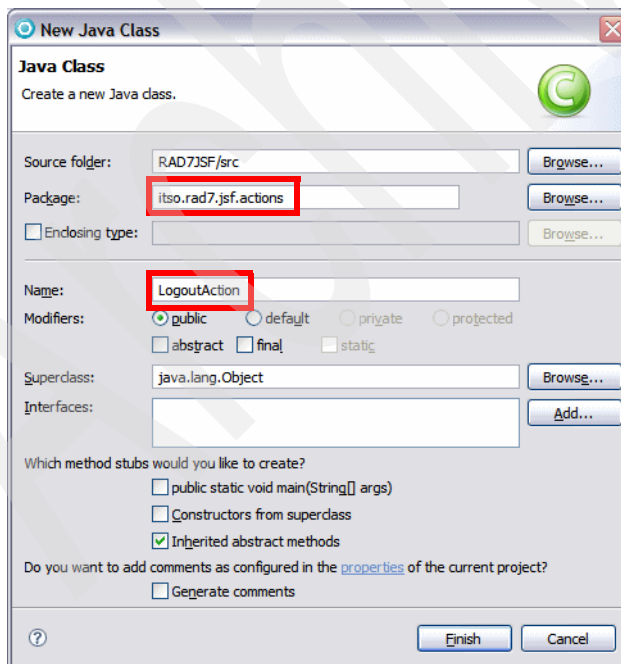 New Java Class
Java Class
Create a new Java class.
Source folder: RAD7JSF/src Browse...
Package: itso.rad7.jsf.actions Browse...
Enclosing type: Browse...
Name: LogoutAction
Modifiers: public default private protected
abstract final static
Superclass: java.lang.Object Browse...
Interfaces: Add...
Which method stubs would you like to create?
public static void main(String[] args)
Constructors from superclass
Inherited abstract methods
Do you want to add comments as configured in the properties of the current project?
Generate comments
Finish Cancel